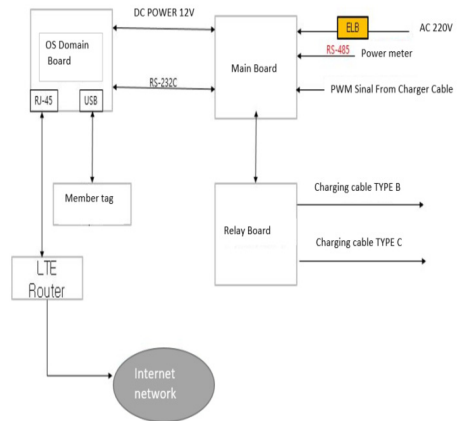 DC POWER 12V
OS Domain
Board
RJ-45
USB
RS-232C
Main Board
ELB
AC 220V
RS-485
Power meter
PWM Sinal From Charger Cable
Member tag
Relay Board
Charging cable TYPE B
Charging cable TYPE C
LTE
Router
Internet
network